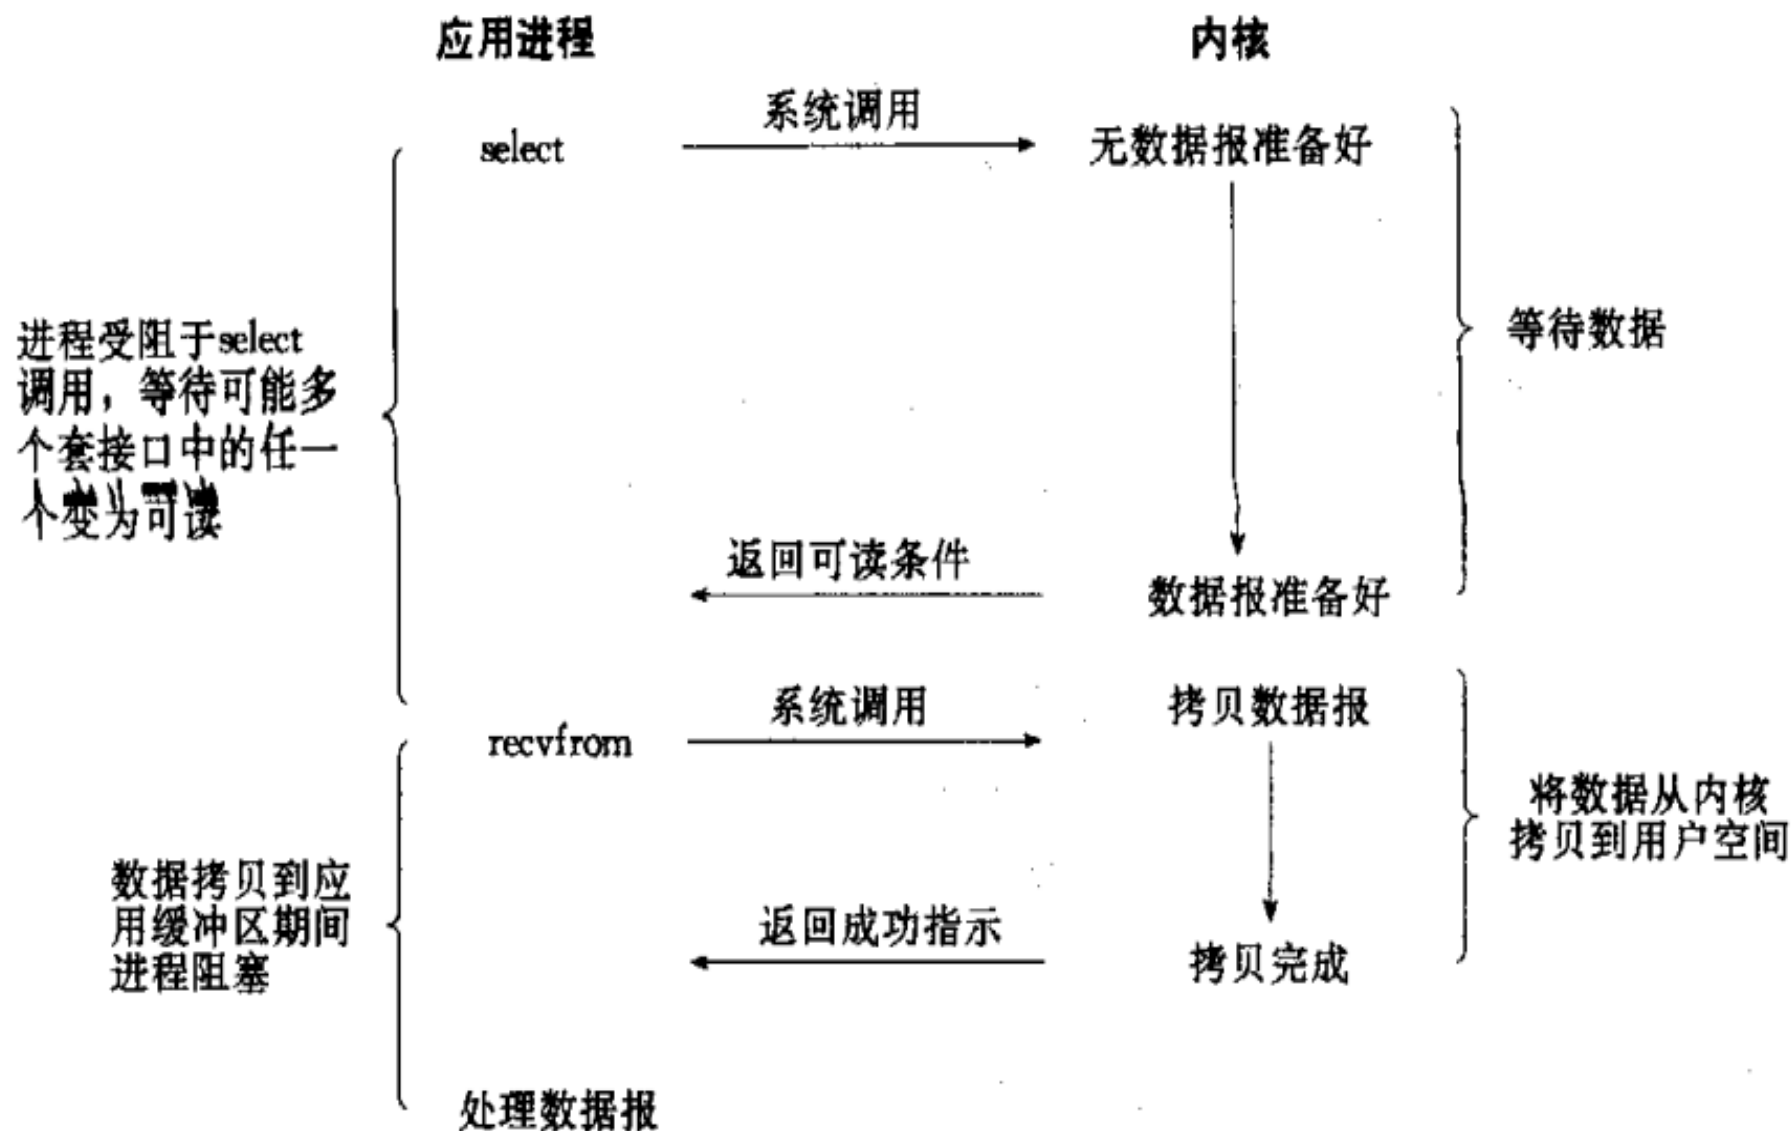 应用进程
内核
系统调用
select
无数据报准备好
进程受阻于select
调用，等待可能多
个套接口中的任一
个变为可读
等待数据
返回可读条件
数据报准备好
系统调用
拷贝数据报
recvfrom
将数据从内核
拷贝到用户空间
数据拷贝到应
用缓冲区期间
进程阻塞
返回成功指示
拷贝完成
处理数据报